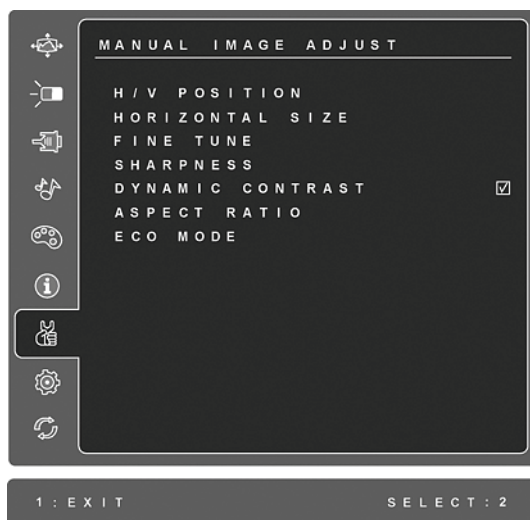 MANUAL IMAGE ADJUST
H/V POSITION
HORIZONTAL SIZE
FINE TUNE
SHARPNESS
DYNAMIC CONTRAST
ASPECT RATIO
ECO MODE
1:EXIT SELECT:2